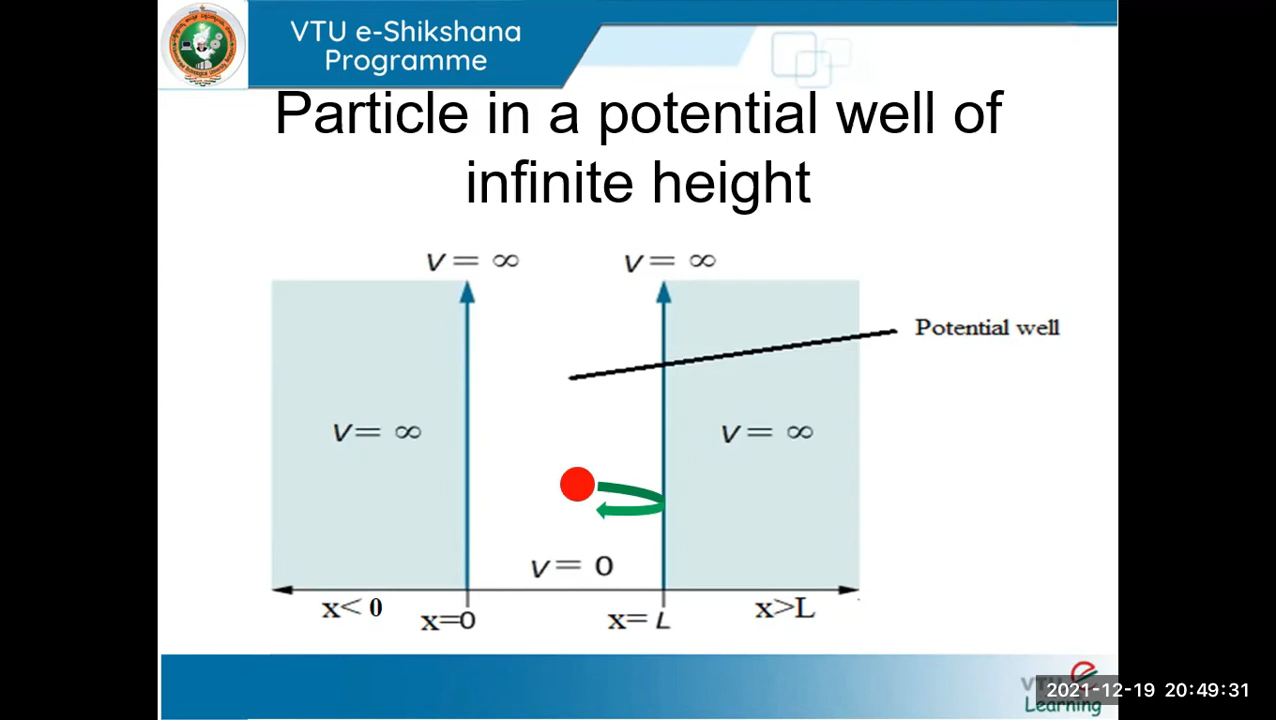 VTU e-Shikshana
Programme
Particle in a potential well of
infinite height
V = ∞
V = ∞
Potential well
V= ∞
V = ∞
V= 0
x< 0
x=0
x= L
x>L
VTU
Learning
2021-12-19 20:49:31